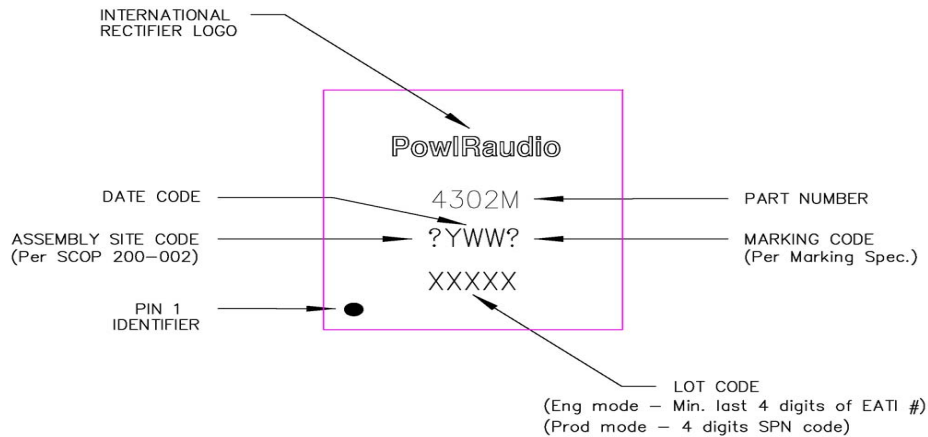 INTERNATIONAL
RECTIFIER LOGO
PowIRaudio
DATE CODE
4302M
PART NUMBER
ASSEMBLY SITE CODE
(Per SCOP 200-002)
?YWW?
MARKING CODE
(Per Marking Spec.)
XXXXX
PIN 1
IDENTIFIER
LOT CODE
(Eng mode - Min. last 4 digits of EATI #)
(Prod mode - 4 digits SPN code)